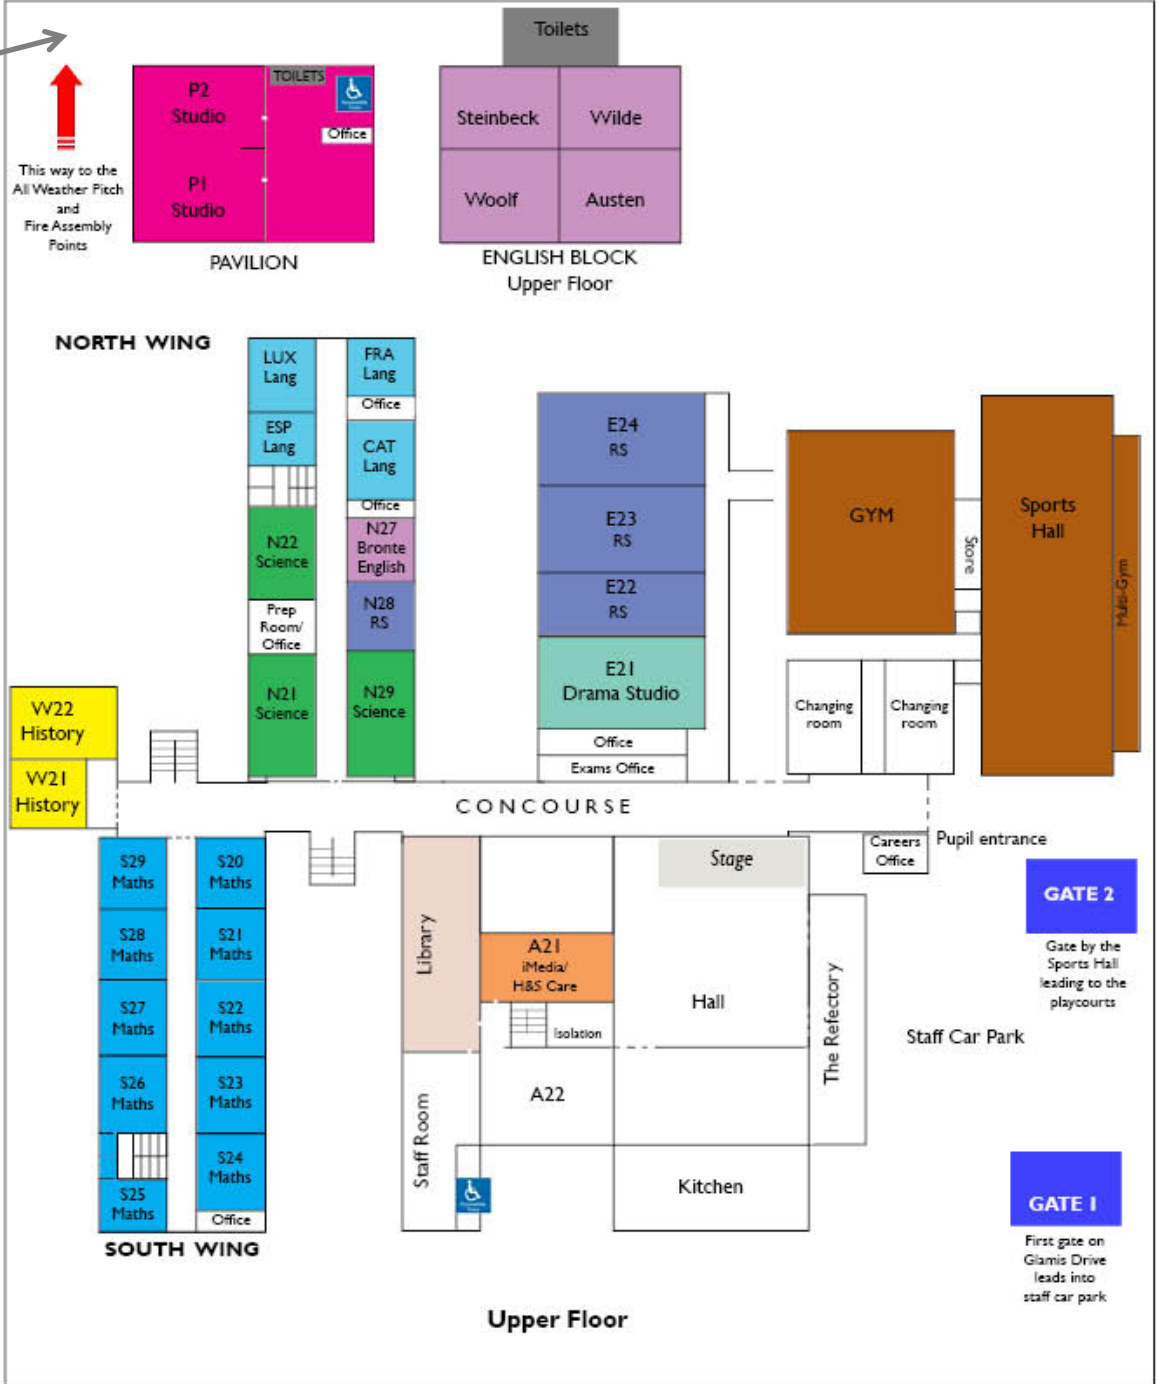 Toilets
P2
Studio
TOILETS
Office
P1
Studio
PAVILION
This way to the
All Weather Pitch
and
Fire Assembly
Points
Steinbeck
Wilde
Woolf
Austen
ENGLISH BLOCK
Upper Floor
NORTH WING
LUX
Lang
FRA
Lang
Office
ESP
Lang
CAT
Lang
Office
N22
Science
N27
Bronte
English
Prep
Room/
Office
N28
RS
N21
Science
N29
Science
E24
RS
E23
RS
E22
RS
E21
Drama Studio
Office
Exams Office
GYM
Store
Sports
Hall
Multi-Gym
Changing
room
Changing
room
W22
History
W21
History
CONCOURSE
Pupil entrance
Careers
Office
S29
Maths
S20
Maths
S28
Maths
S21
Maths
S27
Maths
S22
Maths
S26
Maths
S23
Maths
S24
Maths
S25
Maths
Office
SOUTH WING
Library
A21
iMedia/
H&S Care
Isolation
Stage
Hall
The Refectory
Staff Room
A22
Kitchen
GATE 2
Gate by the
Sports Hall
leading to the
playcourts
Staff Car Park
GATE 1
First gate on
Glamis Drive
leads into
staff car park
Upper Floor